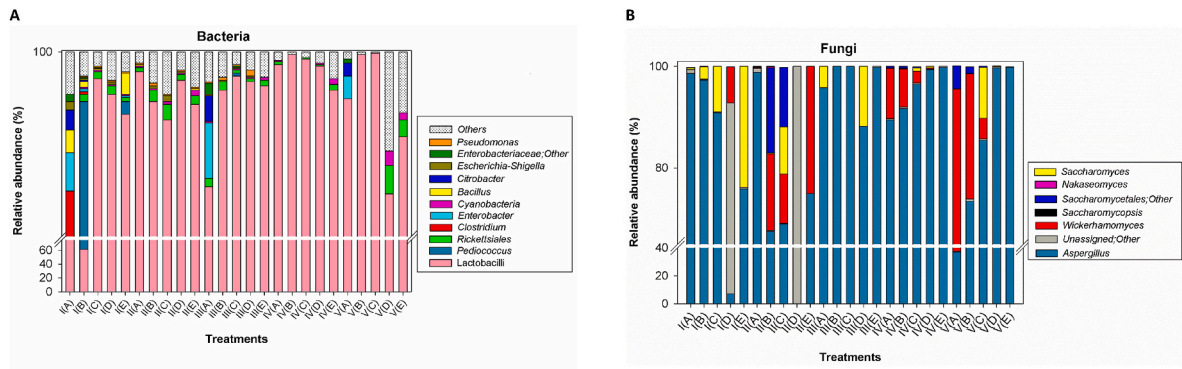 A
Bacteria
Relative abundance (%)
100
60
40
20
0
I(A) I(B) I(C) I(D) I(E) II(A) II(B) II(C) II(D) II(E) III(A) III(B) III(C) III(D) III(E) IV(A) IV(B) IV(C) IV(D) IV(E) V(A) V(B) V(C) V(D) V(E)
Treatments
Others
Pseudomonas
Enterobacteriaceae;Other
Escherichia-Shigella
Citrobacter
Bacillus
Cyanobacteria
Enterobacter
Clostridium
Rickettsiales
Pediococcus
Lactobacilli
B
Fungi
Relative abundance (%)
100
80
40
20
0
I(A) I(B) I(C) I(D) I(E) II(A) II(B) II(C) II(D) II(E) III(A) III(B) III(C) III(D) III(E) IV(A) IV(B) IV(C) IV(D) IV(E) V(A) V(B) V(C) V(D) V(E)
Treatments
Saccharomyces
Nakaseomyces
Saccharomycetales;Other
Saccharomycopsis
Wickerhamomyces
Unassigned;Other
Aspergillus